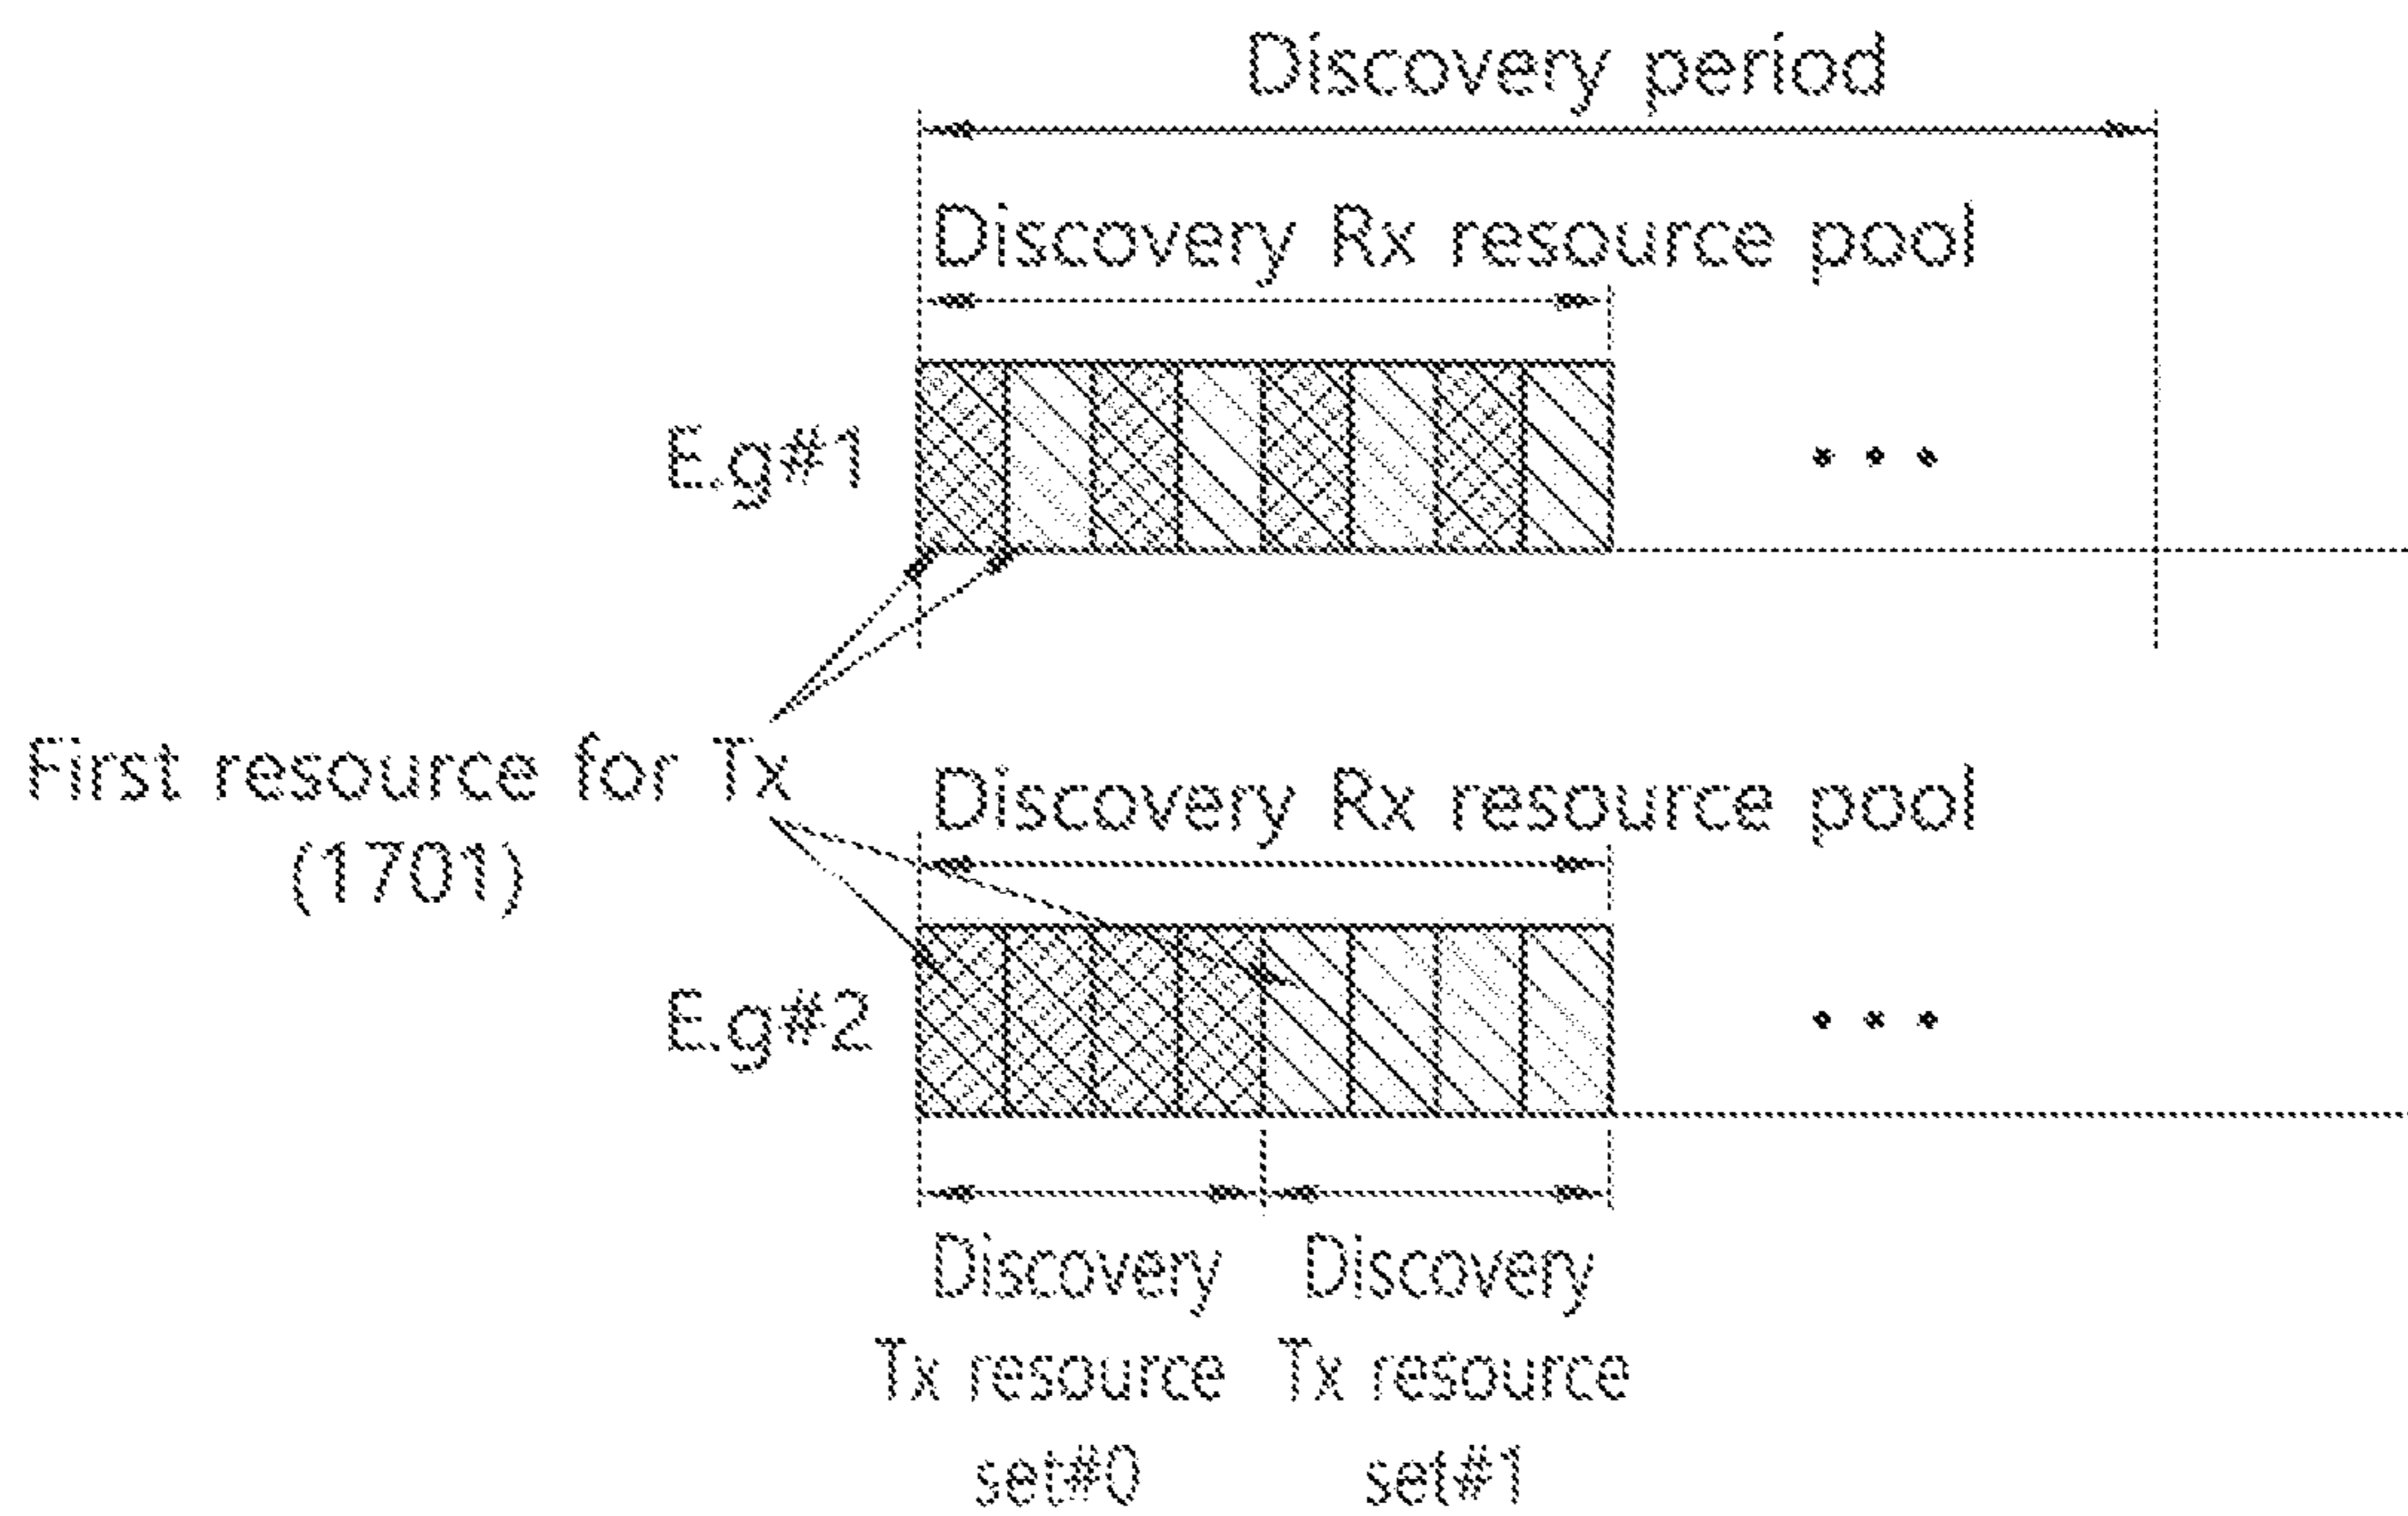 Discovery period
Discovery Rx resource pool
E.g#1
First resource for Tx
(1701)
Discovery Rx resource pool
E.g#2
Discovery
Tx resource
set#0
Discovery
Tx resource
set#1